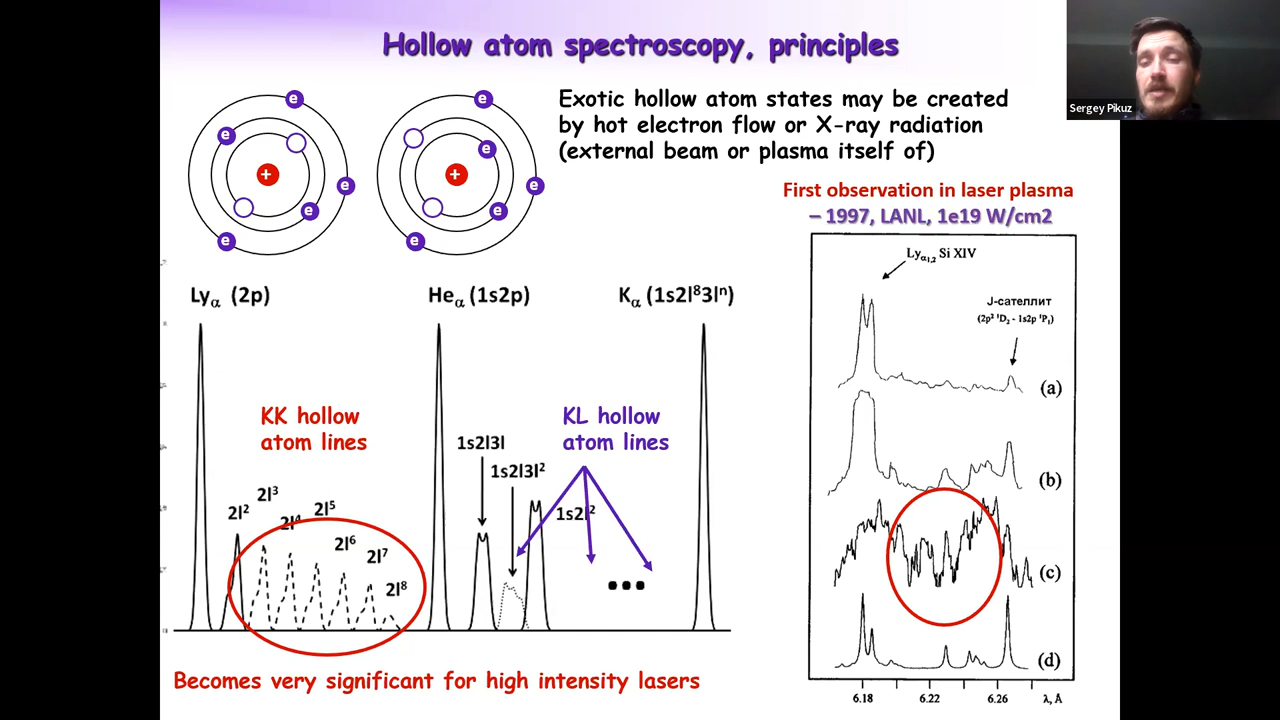 Hollow atom spectroscopy, principles
Sergey Pikuz
e
e
e
e
e
+
e
e
e
e
e
+
Exotic hollow atom states may be created
by hot electron flow or X-ray radiation
(external beam or plasma itself of)
First observation in laser plasma
– 1997, LANL, 1e19 W/cm2
Lyα (2p)
Heα (1s2p)
Kα (1s2l⁸3lⁿ)
KK hollow
atom lines
KL hollow
atom lines
1s2l3l
1s2l3l²
1s2l²
2l²
2l³
2l⁴
2l⁵
2l⁶
2l⁷
2l⁸
...
Becomes very significant for high intensity lasers
Lyα1,2 Si XIV
J-сателлит
(2p² ¹D₂ - 1s2p ¹P₁)
(a)
(b)
(c)
(d)
6.18 6.22 6.26 λ, Å